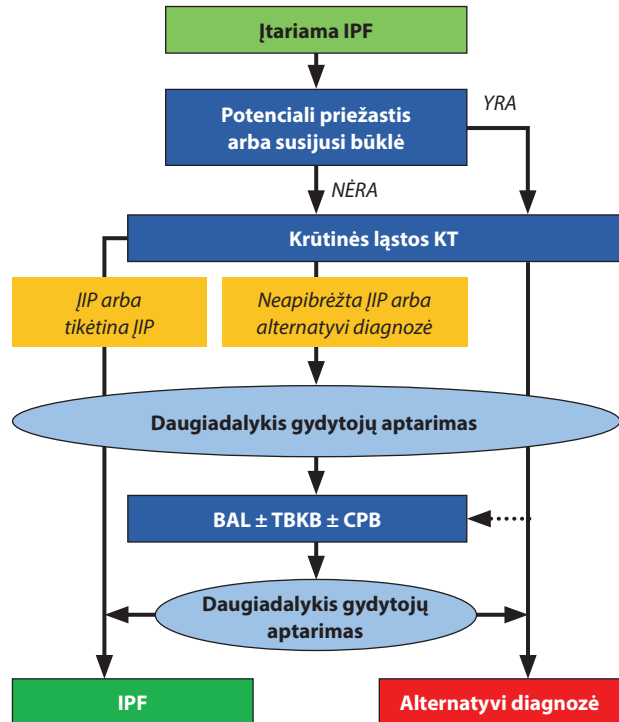 Įtariama IPF
Potenciali priežastis
arba susijusi būklė
YRA
NĖRA
Krūtinės ląstos KT
ĮIP arba
tikėtina ĮIP
Neapibrėžta ĮIP arba
alternatyvi diagnozė
Daugiadalykis gydytojų aptarimas
BAL ± TBKB ± CPB
Daugiadalykis gydytojų
aptarimas
IPF
Alternatyvi diagnozė